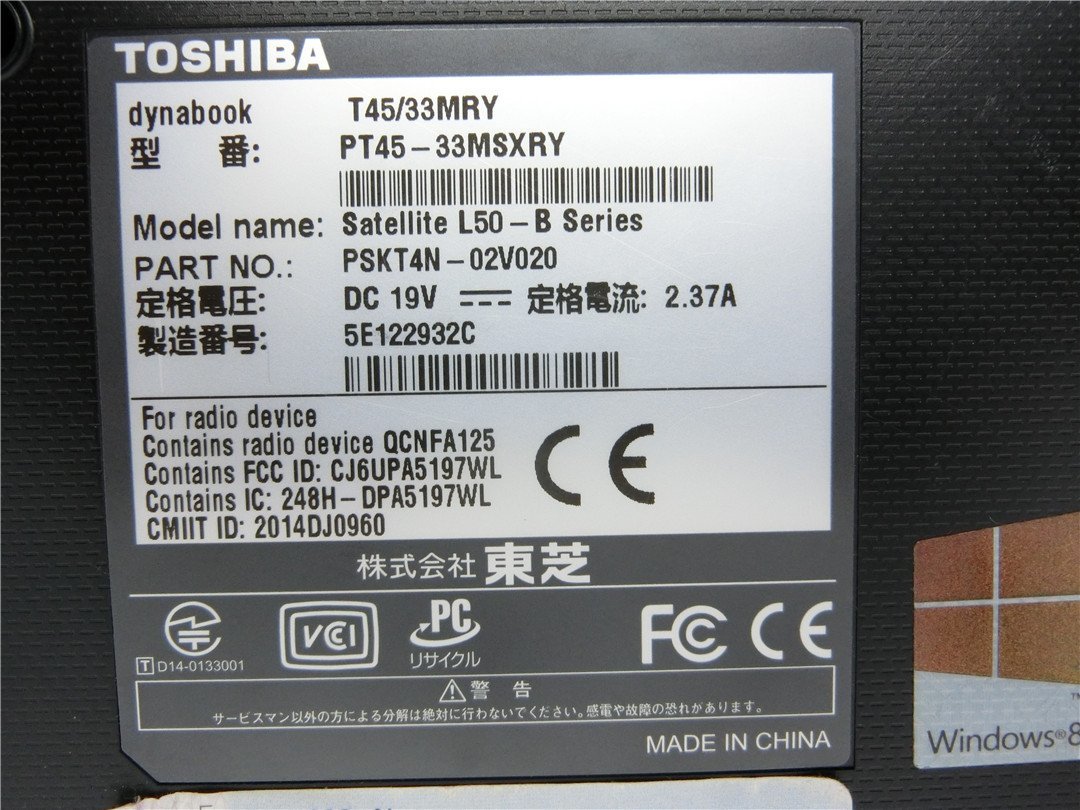 TOSHIBA
dynabook T45/33MRY
型 番: PT45-33MSXRY
Model name: Satellite L50-B Series
PART NO.: PSKT4N-02V020
定格電圧: DC 19V 定格電流: 2.37A
製造番号: 5E122932C
For radio device
Contains radio device QCNFA125
Contains FCC ID: CJ6UPA5197WL
Contains IC: 248H-DPA5197WL
CMIIT ID: 2014DJ0960
CE
株式会社 東芝
VCCI PC FC CE
リサイクル
T D14-0133001
⚠警 告
サービスマン以外の方による分解は絶対に行わないでください。感電や故障の恐れがあります。
MADE IN CHINA
Windows®8